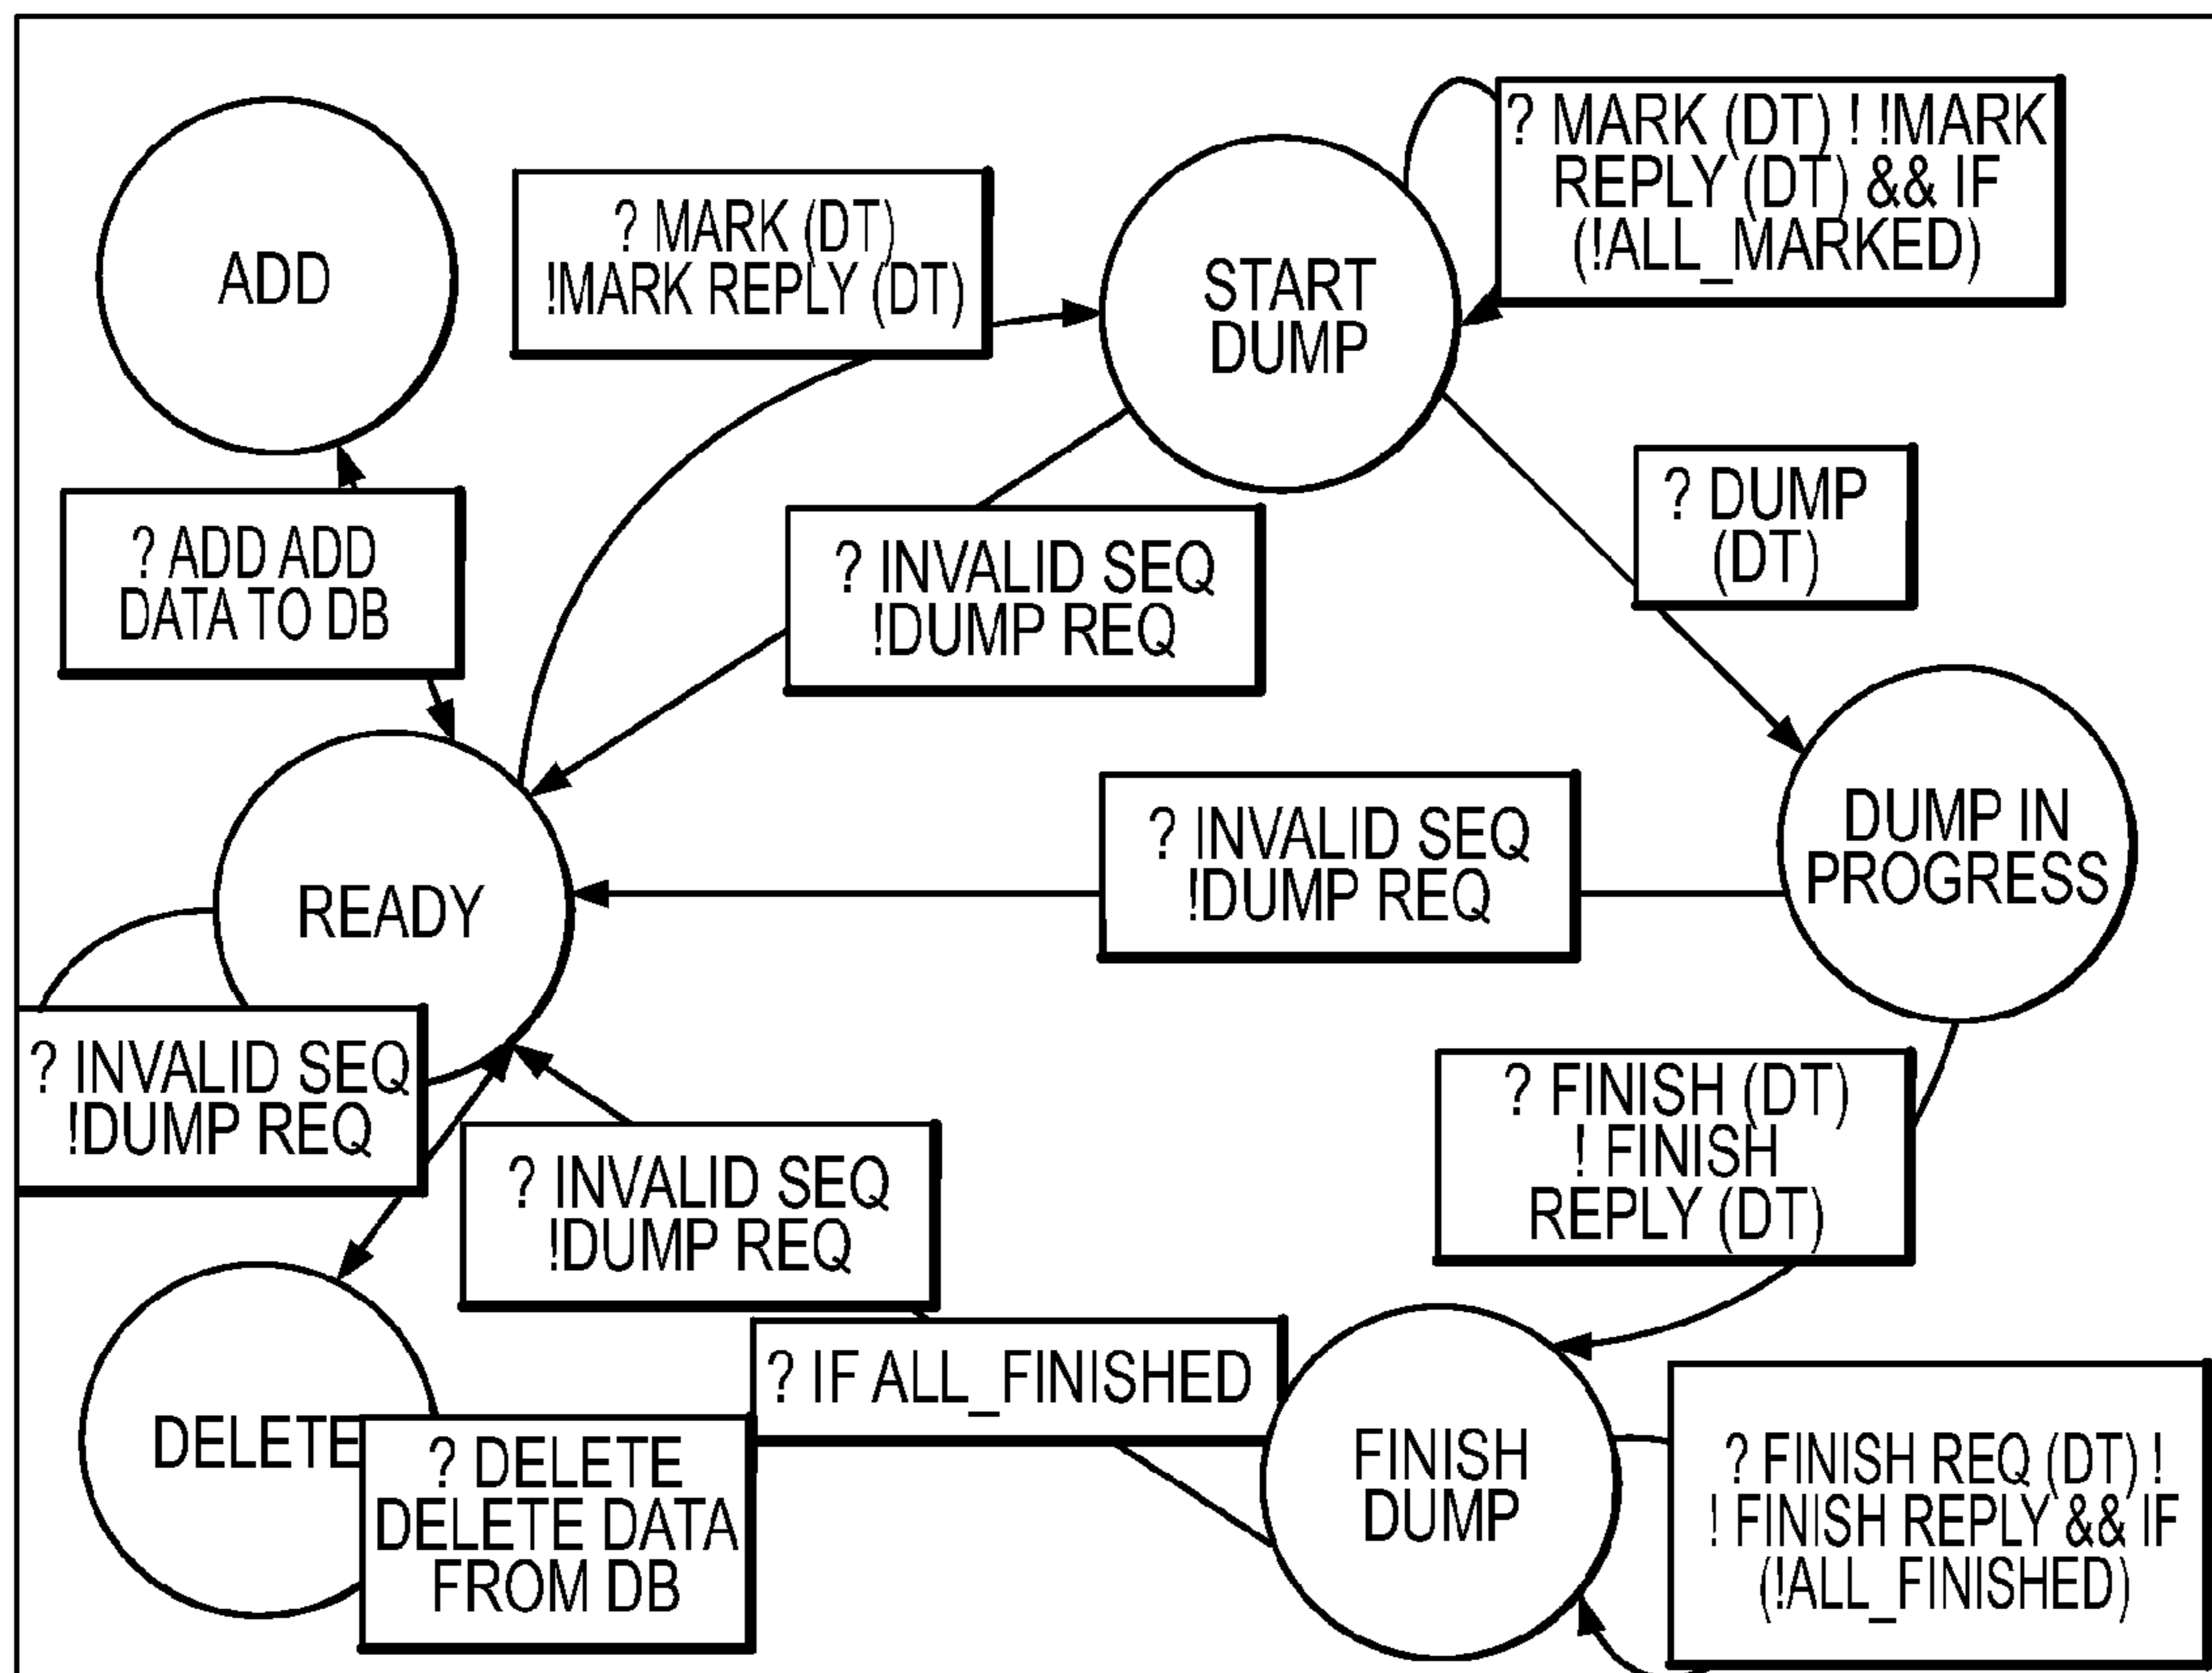 ADD
? MARK (DT)
!MARK REPLY (DT)
START
DUMP
? MARK (DT) ! !MARK
REPLY (DT) && IF
(!ALL_MARKED)
? ADD ADD
DATA TO DB
? INVALID SEQ
!DUMP REQ
? DUMP
(DT)
READY
? INVALID SEQ
!DUMP REQ
DUMP IN
PROGRESS
? INVALID SEQ
!DUMP REQ
? INVALID SEQ
!DUMP REQ
? FINISH (DT)
! FINISH
REPLY (DT)
DELETE
? DELETE
DELETE DATA
FROM DB
? IF ALL_FINISHED
FINISH
DUMP
? FINISH REQ (DT) !
! FINISH REPLY && IF
(!ALL_FINISHED)